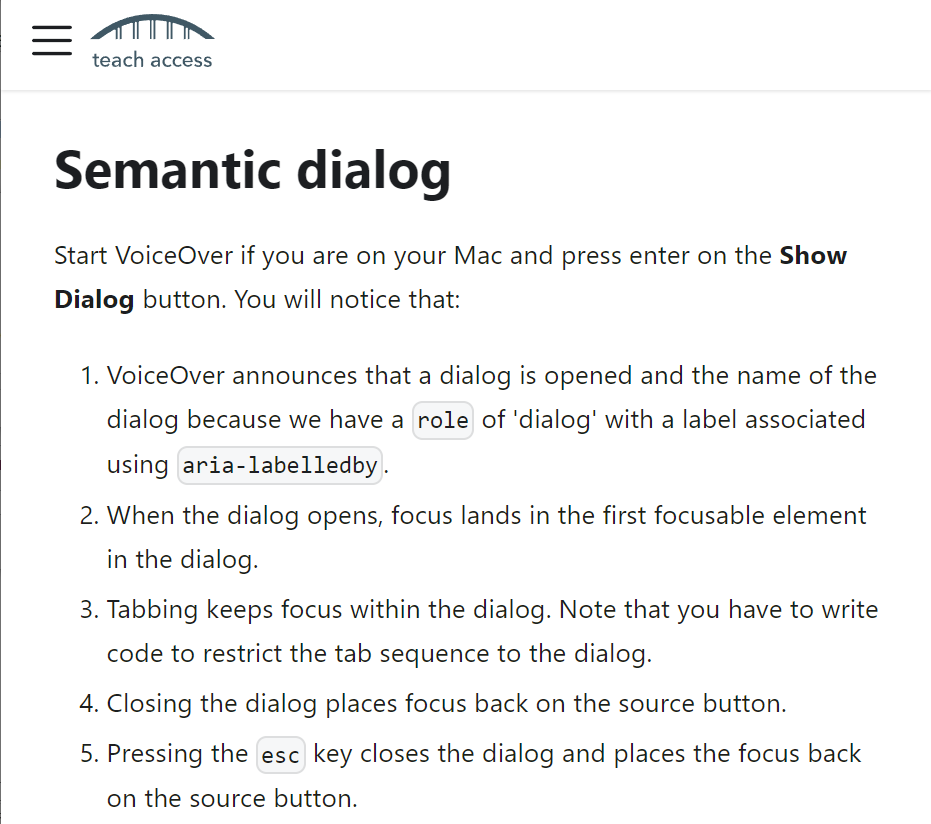 teach access
Semantic dialog
Start VoiceOver if you are on your Mac and press enter on the Show
Dialog button. You will notice that:
1. VoiceOver announces that a dialog is opened and the name of the
dialog because we have a role of 'dialog' with a label associated
using aria-labelledby.
2. When the dialog opens, focus lands in the first focusable element
in the dialog.
3. Tabbing keeps focus within the dialog. Note that you have to write
code to restrict the tab sequence to the dialog.
4. Closing the dialog places focus back on the source button.
5. Pressing the esc key closes the dialog and places the focus back
on the source button.